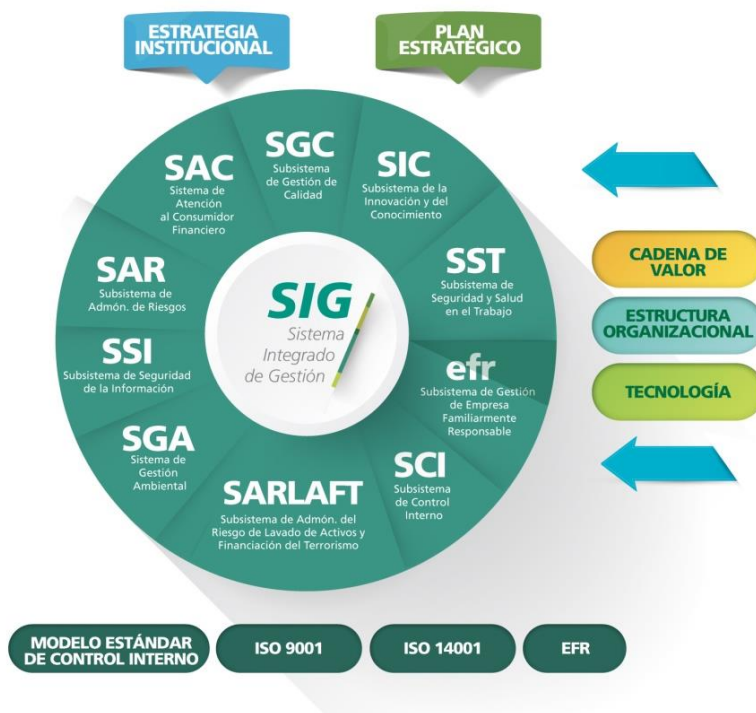 ESTRATEGIA
INSTITUCIONAL
PLAN
ESTRATÉGICO
SGC
Subsistema
de Gestión de
Calidad
SIC
Subsistema de la
Innovación y del
Conocimiento
SST
Subsistema de
Seguridad y Salud
en el Trabajo
efr
Subsistema de Gestión
de Empresa
Familiarmente
Responsable
SCI
Subsistema
de Control
Interno
SARLAFT
Subsistema de Admón. del
Riesgo de Lavado de Activos y
Financiación del Terrorismo
SGA
Sistema de
Gestión
Ambiental
SSI
Subsistema de Seguridad
de la Información
SAR
Subsistema de
Admón. de Riesgos
SAC
Sistema de
Atención
al Consumidor
Financiero
SIG
Sistema
Integrado
de Gestión
CADENA DE
VALOR
ESTRUCTURA
ORGANIZACIONAL
TECNOLOGÍA
MODELO ESTÁNDAR
DE CONTROL INTERNO
ISO 9001
ISO 14001
EFR